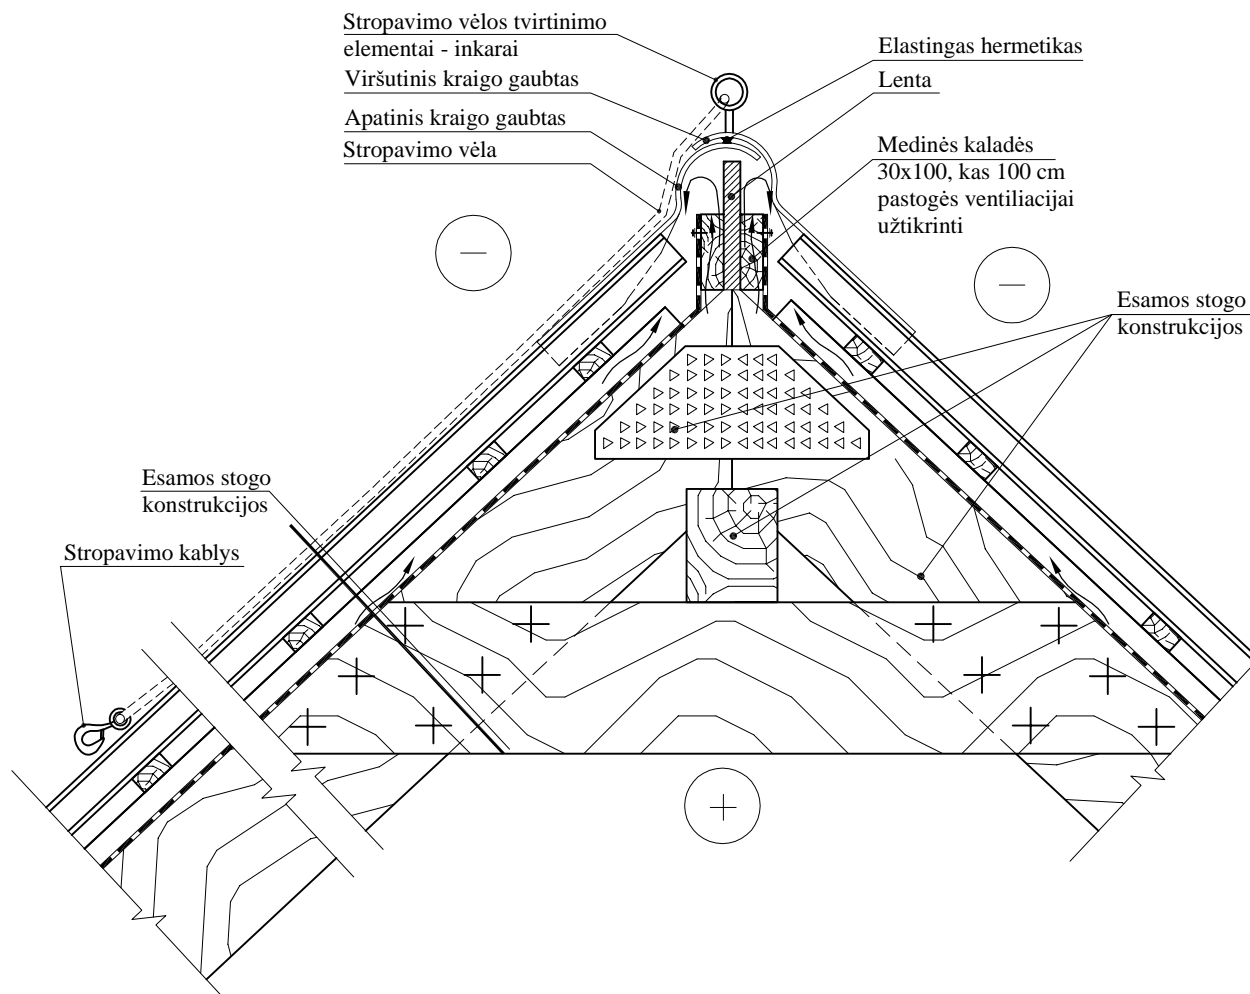 Stropavimo vėlos tvirtinimo
elementai - inkarai
Viršutinis kraigo gaubtas
Apatinis kraigo gaubtas
Stropavimo vėla
Elastingas hermetikas
Lenta
Medinės kaladės
30x100, kas 100 cm
pastogės ventiliacijai
užtikrinti
Esamos stogo
konstrukcijos
Esamos stogo
konstrukcijos
Stropavimo kablys